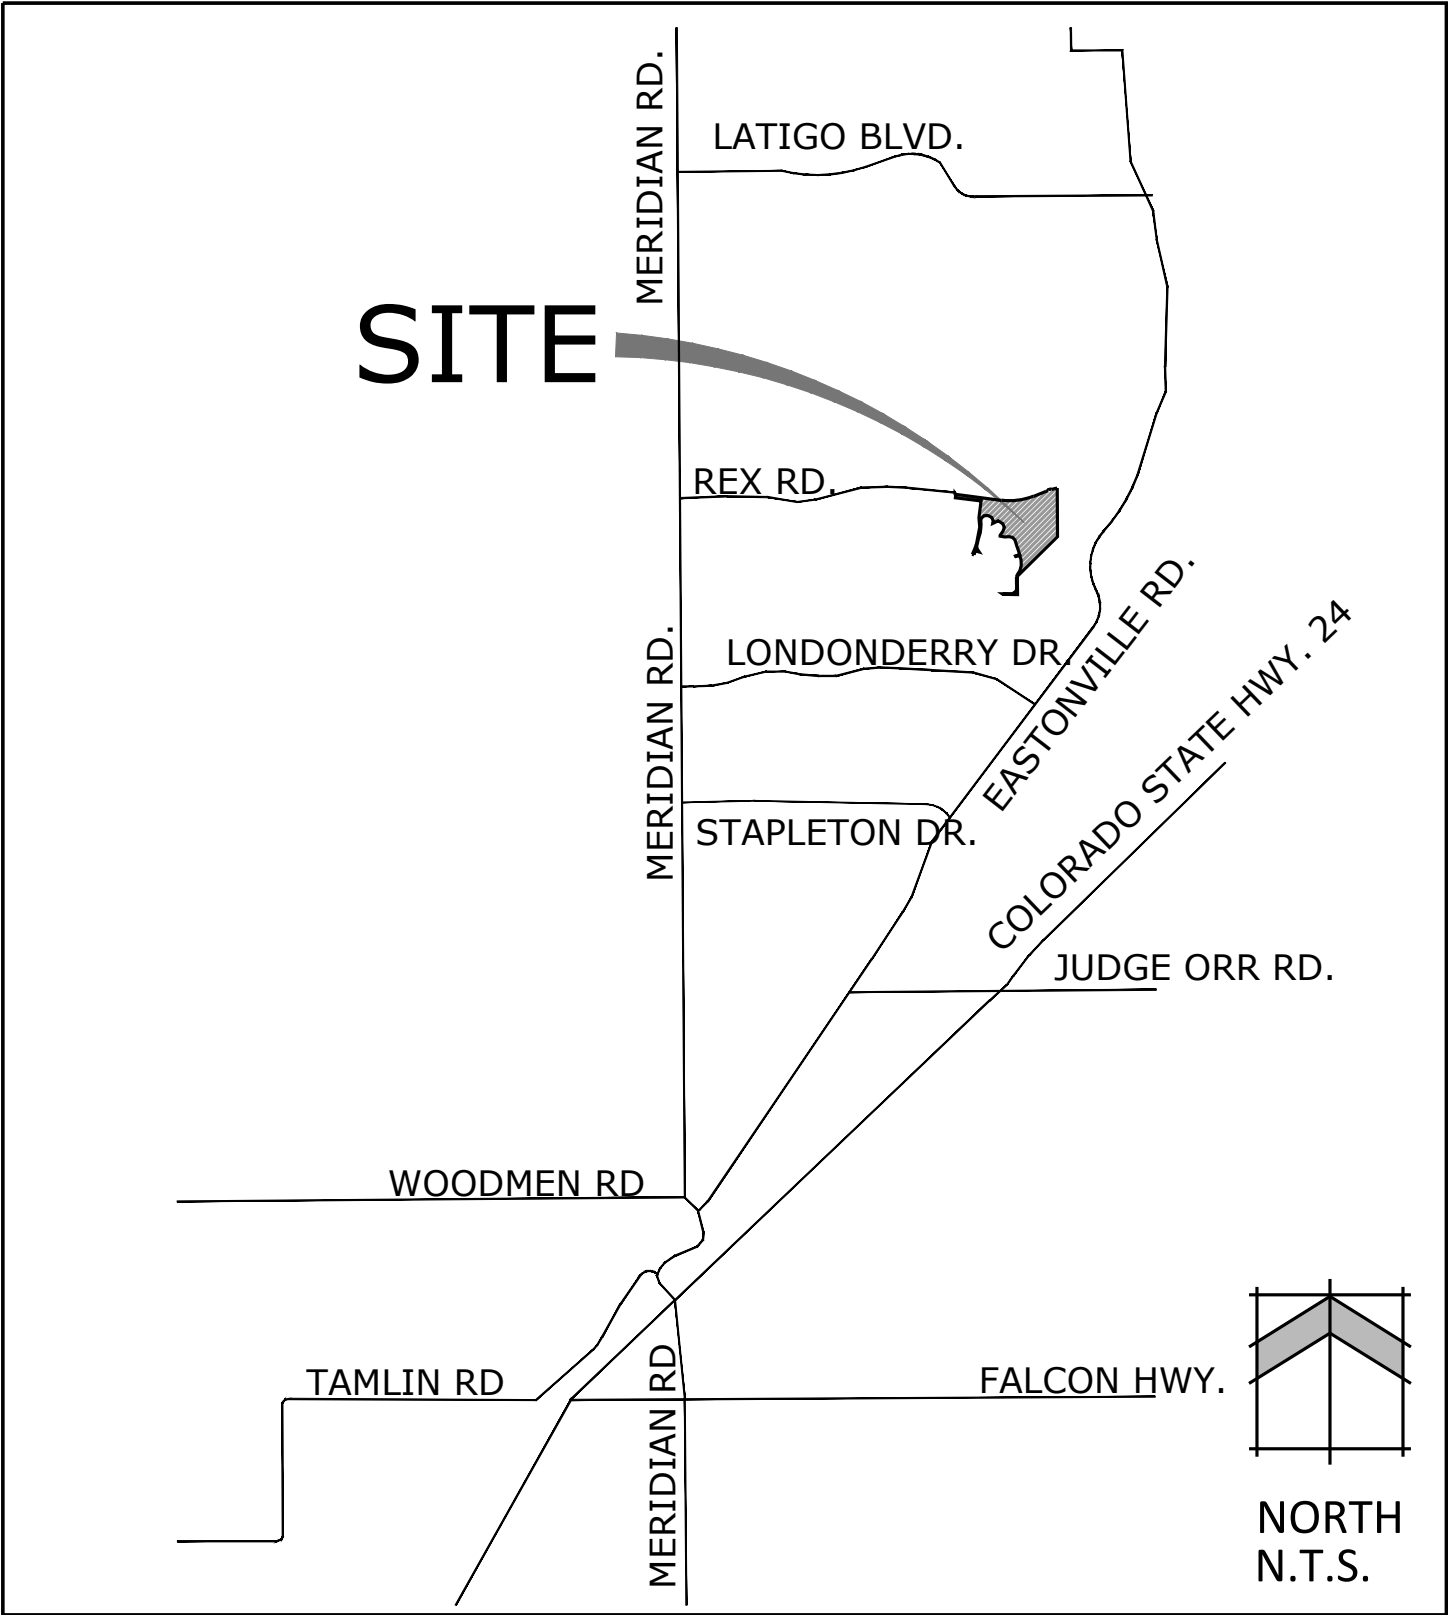 MERIDIAN RD.
LATIGO BLVD.
SITE
REX RD.
EASTONVILLE RD.
COLORADO STATE HWY. 24
MERIDIAN RD.
LONDONDERRY DR.
STAPLETON DR.
JUDGE ORR RD.
WOODMEN RD
TAMLIN RD
MERIDIAN RD
FALCON HWY.
NORTH
N.T.S.